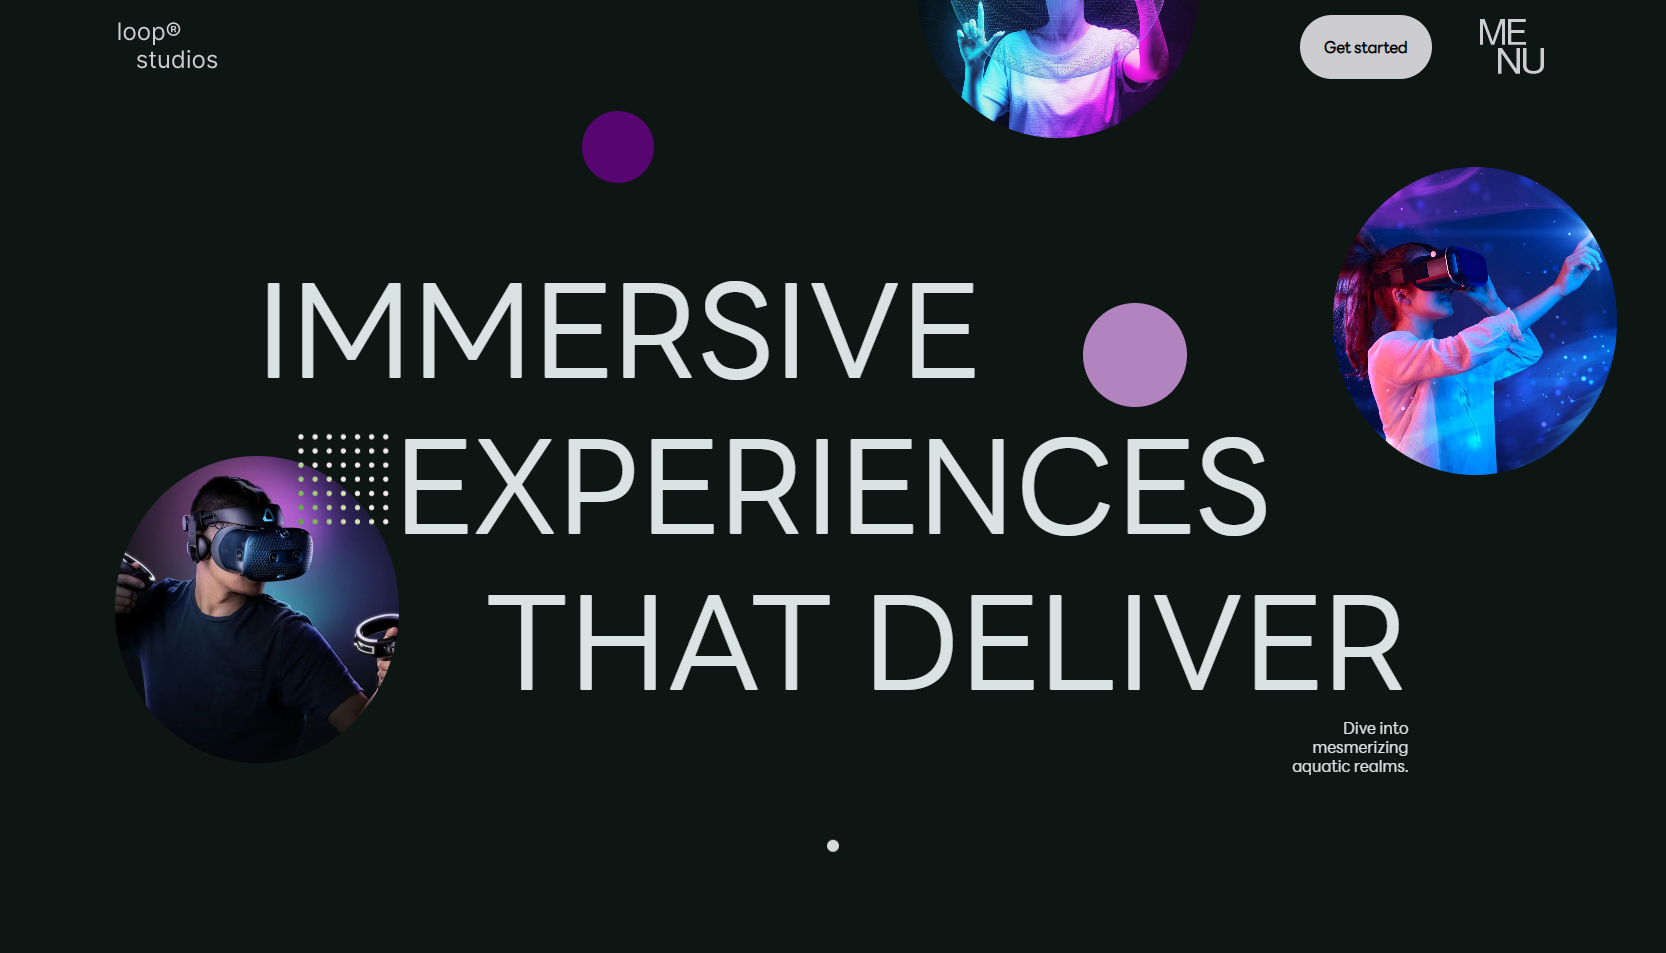 loop®
studios
Get started
ME
NU
IMMERSIVE
EXPERIENCES
THAT DELIVER
Dive into
mesmerizing
aquatic realms.